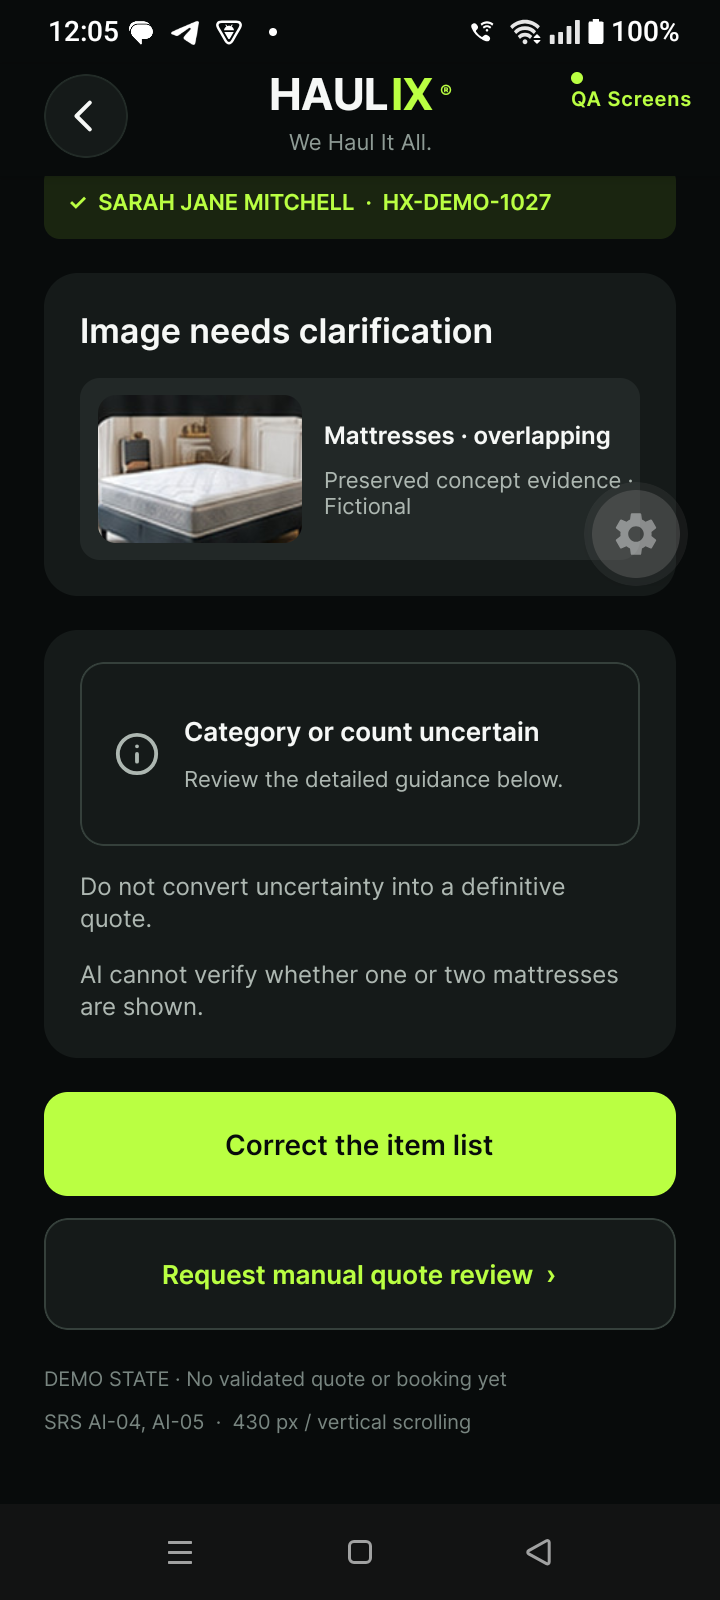 12:05
100%
HAULIX ®
We Haul It All.
QA Screens
✓ SARAH JANE MITCHELL · HX-DEMO-1027
Image needs clarification
Mattresses · overlapping
Preserved concept evidence ·
Fictional
Category or count uncertain
Review the detailed guidance below.
Do not convert uncertainty into a definitive
quote.
AI cannot verify whether one or two mattresses
are shown.
Correct the item list
Request manual quote review ›
DEMO STATE · No validated quote or booking yet
SRS AI-04, AI-05 · 430 px / vertical scrolling